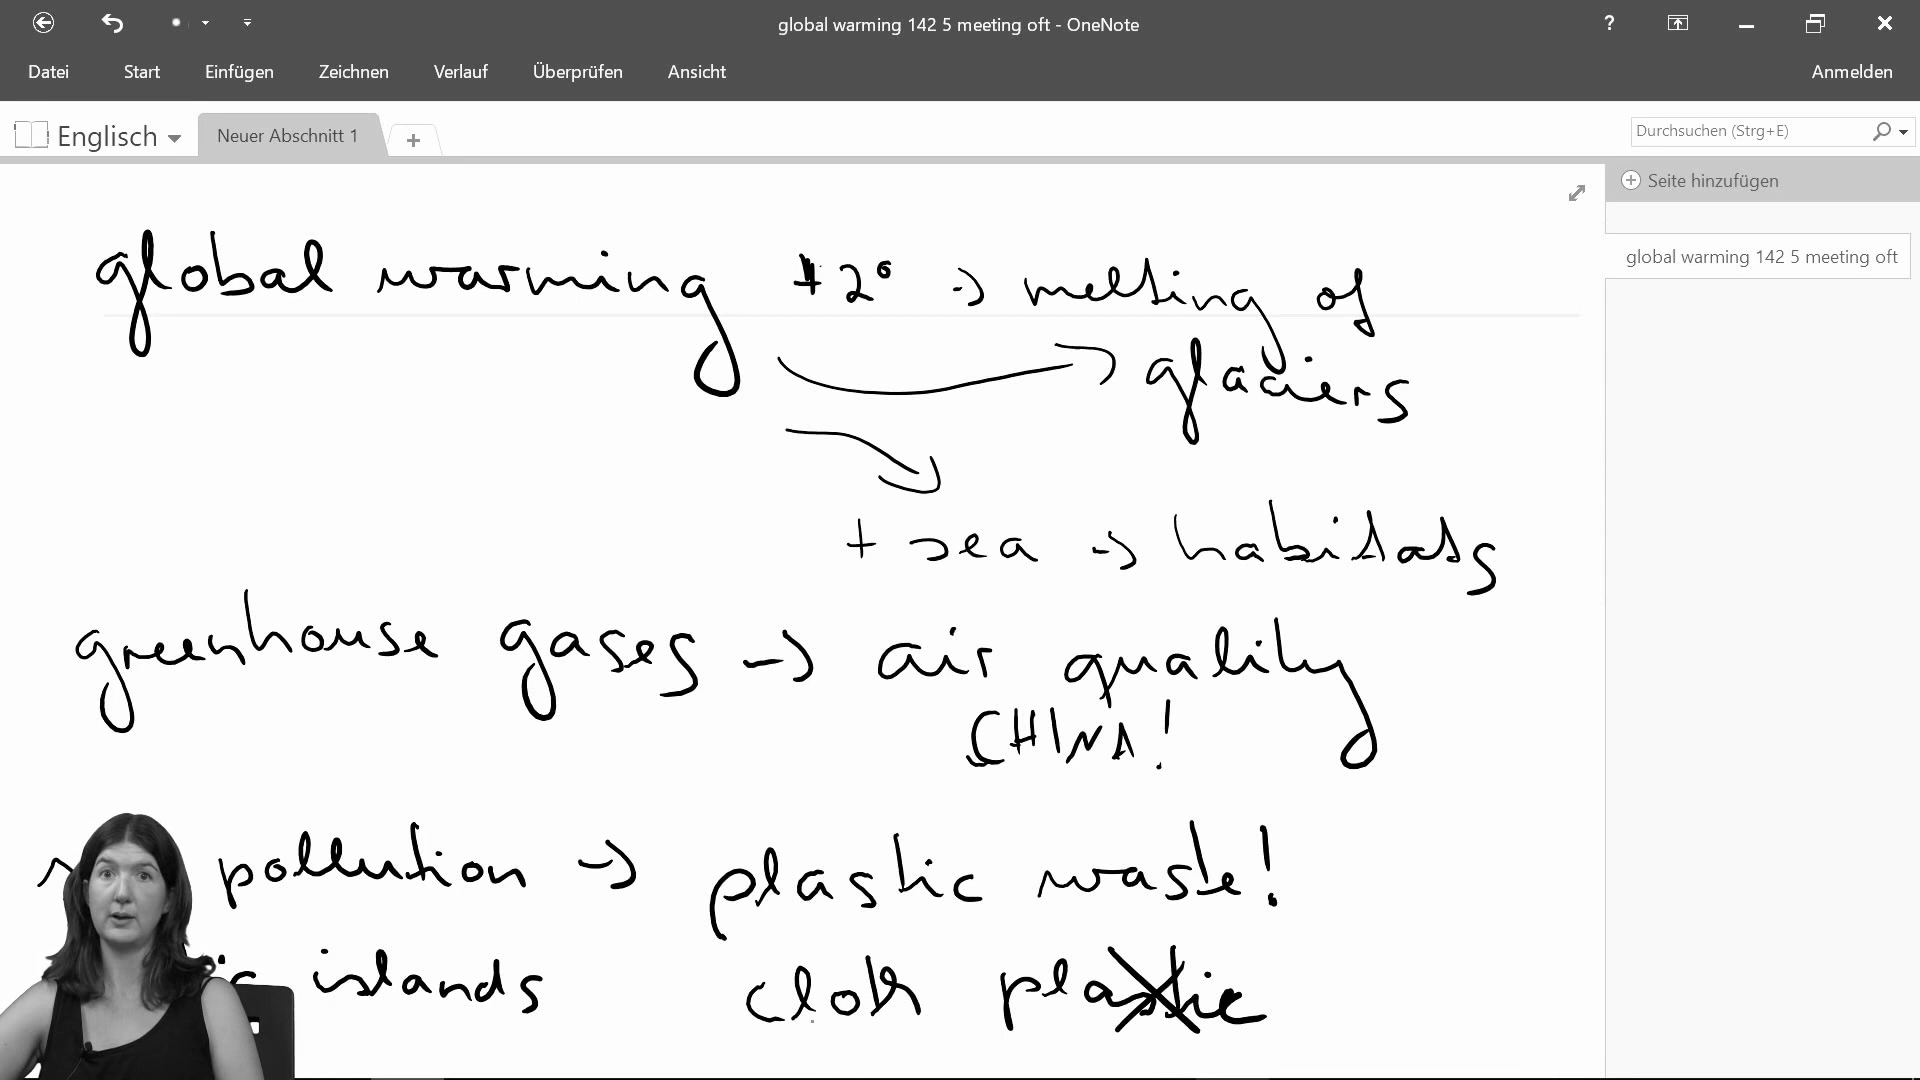 global warming 142 5 meeting oft - OneNote
?
Datei Start Einfügen Zeichnen Verlauf Überprüfen Ansicht Anmelden
Englisch Neuer Abschnitt 1 +
Durchsuchen (Strg+E)
Seite hinzufügen
global warming 142 5 meeting oft
global warming +2° -> melting of
glaciers
+ sea -> habitats
greenhouse gases -> air quality
CHINA!
pollution -> plastic waste!
islands cloth plastic